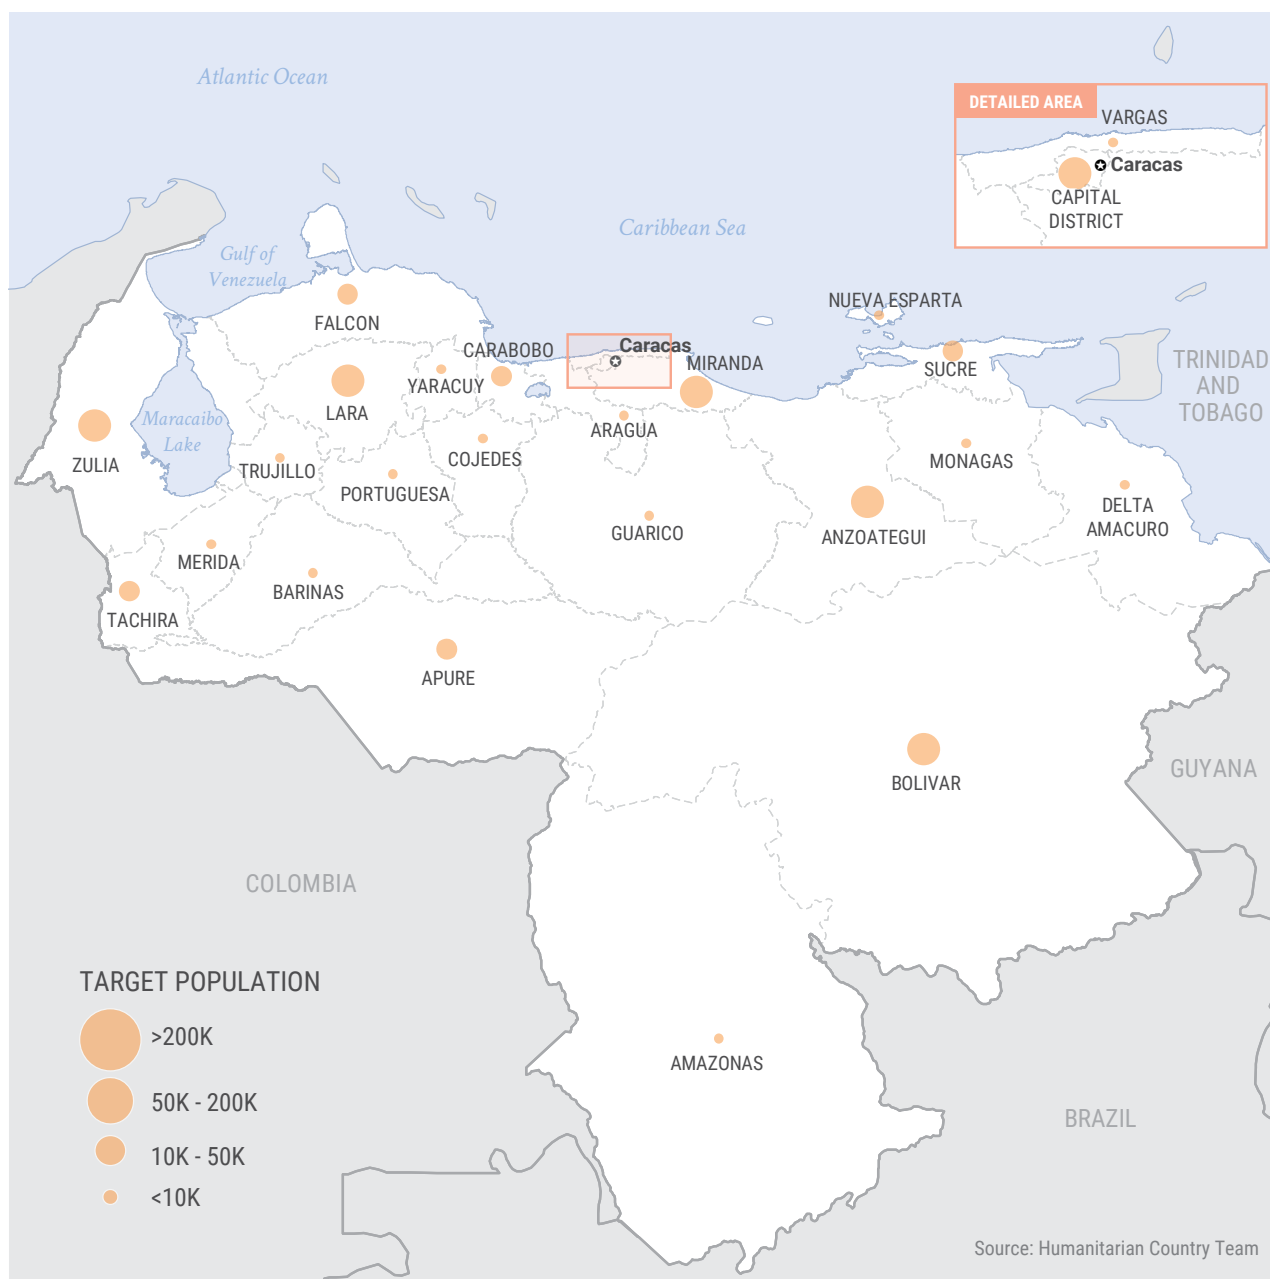 Atlantic Ocean
DETAILED AREA
VARGAS
Caracas
CAPITAL
DISTRICT
Caribbean Sea
Gulf of
Venezuela
NUEVA ESPARTA
FALCON
Caracas
CARABOBO
MIRANDA
SUCRE
TRINIDAD
AND
TOBAGO
YARACUY
LARA
Maracaibo
Lake
ARAGUA
ZULIA
TRUJILLO
COJEDES
MONAGAS
PORTUGUESA
DELTA
AMACURO
GUARICO
ANZOATEGUI
MERIDA
BARINAS
TACHIRA
APURE
BOLIVAR
GUYANA
COLOMBIA
TARGET POPULATION
>200K
50K - 200K
10K - 50K
<10K
AMAZONAS
BRAZIL
Source: Humanitarian Country Team